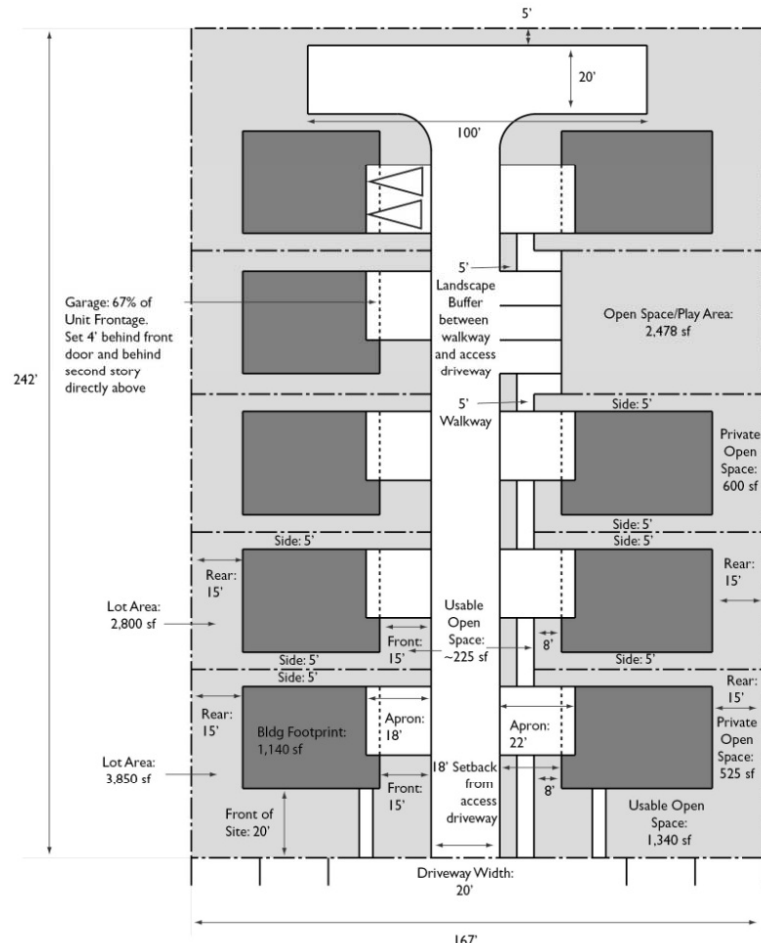 5'
20'
100'
5'
Landscape
Buffer
between
walkway
and access
driveway
Garage: 67% of
Unit Frontage.
Set 4' behind front
door and behind
second story
directly above
Open Space/Play Area:
2,478 sf
242'
5'
Walkway
Side: 5'
Private
Open
Space:
600 sf
Side: 5'
Side: 5'
Side: 5'
Rear:
15'
Rear:
15'
Lot Area:
2,800 sf
Usable
Open
Space:
~225 sf
Front:
15'
8'
Side: 5'
Side: 5'
Side: 5'
Rear:
15'
Rear:
15'
Bldg Footprint:
1,140 sf
Apron:
18'
Apron:
22'
Private
Open
Space:
525 sf
Lot Area:
3,850 sf
18' Setback
from
access
driveway
Front:
15'
8'
Front of
Site: 20'
Usable Open
Space:
1,340 sf
Driveway Width:
20'
167'